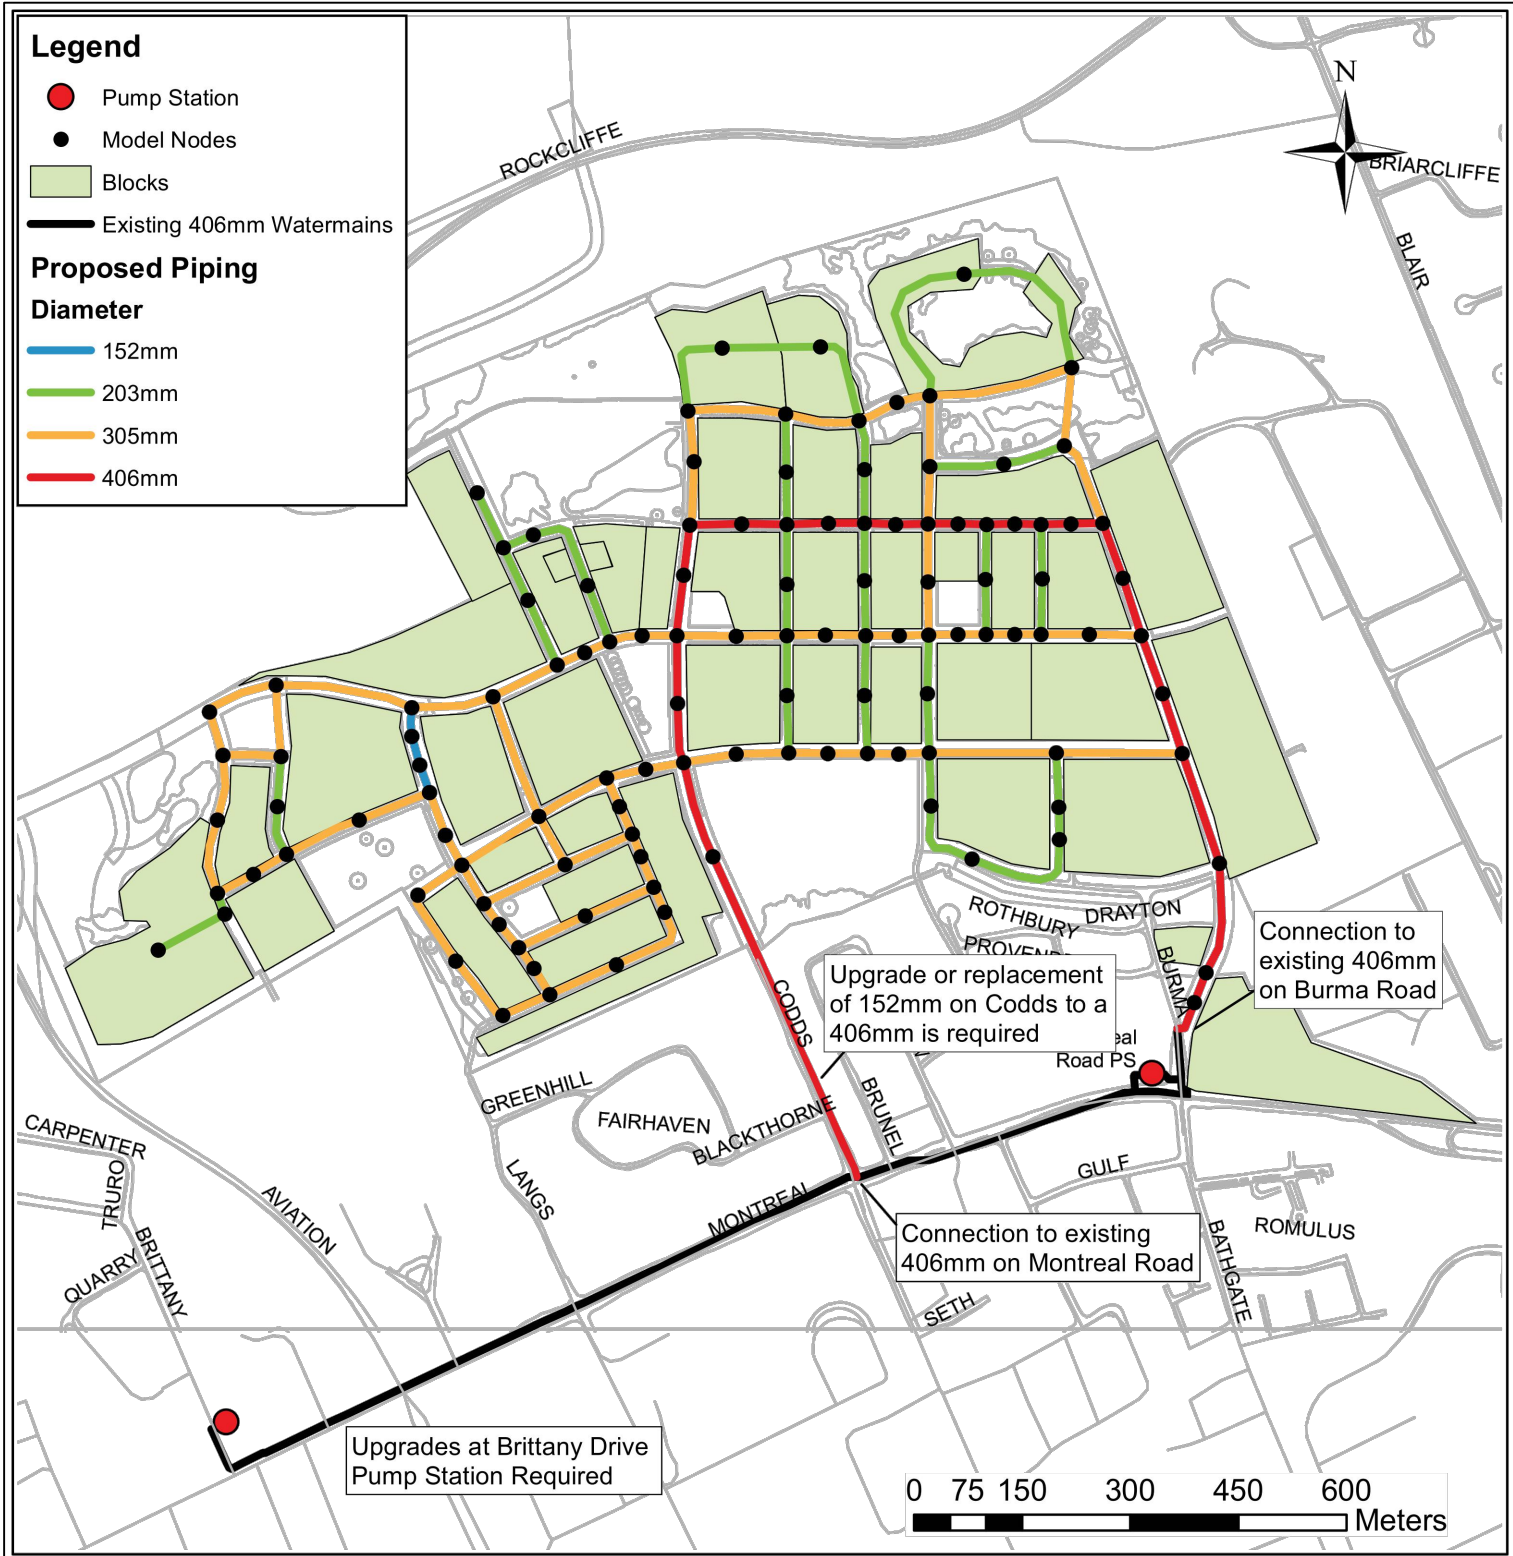 Legend
Pump Station
Model Nodes
Blocks
Existing 406mm Watermains
Proposed Piping
Diameter
152mm
203mm
305mm
406mm
N
ROCKCLIFFE
BRIARCLIFFE
BLAIR
ROTHBURY
DRAYTON
BURMA
Connection to
existing 406mm
on Burma Road
Upgrade or replacement
of 152mm on Codds to a
406mm is required
CODDS
Road PS
GREENHILL
FAIRHAVEN
BLACKTHORNE
BRUNEL
CARPENTER
TRURO
LANGS
AVIATION
MONTREAL
GULF
ROMULUS
BATHGATE
Connection to existing
406mm on Montreal Road
QUARRY
BRITTANY
SETH
Upgrades at Brittany Drive
Pump Station Required
0 75 150 300 450 600
Meters